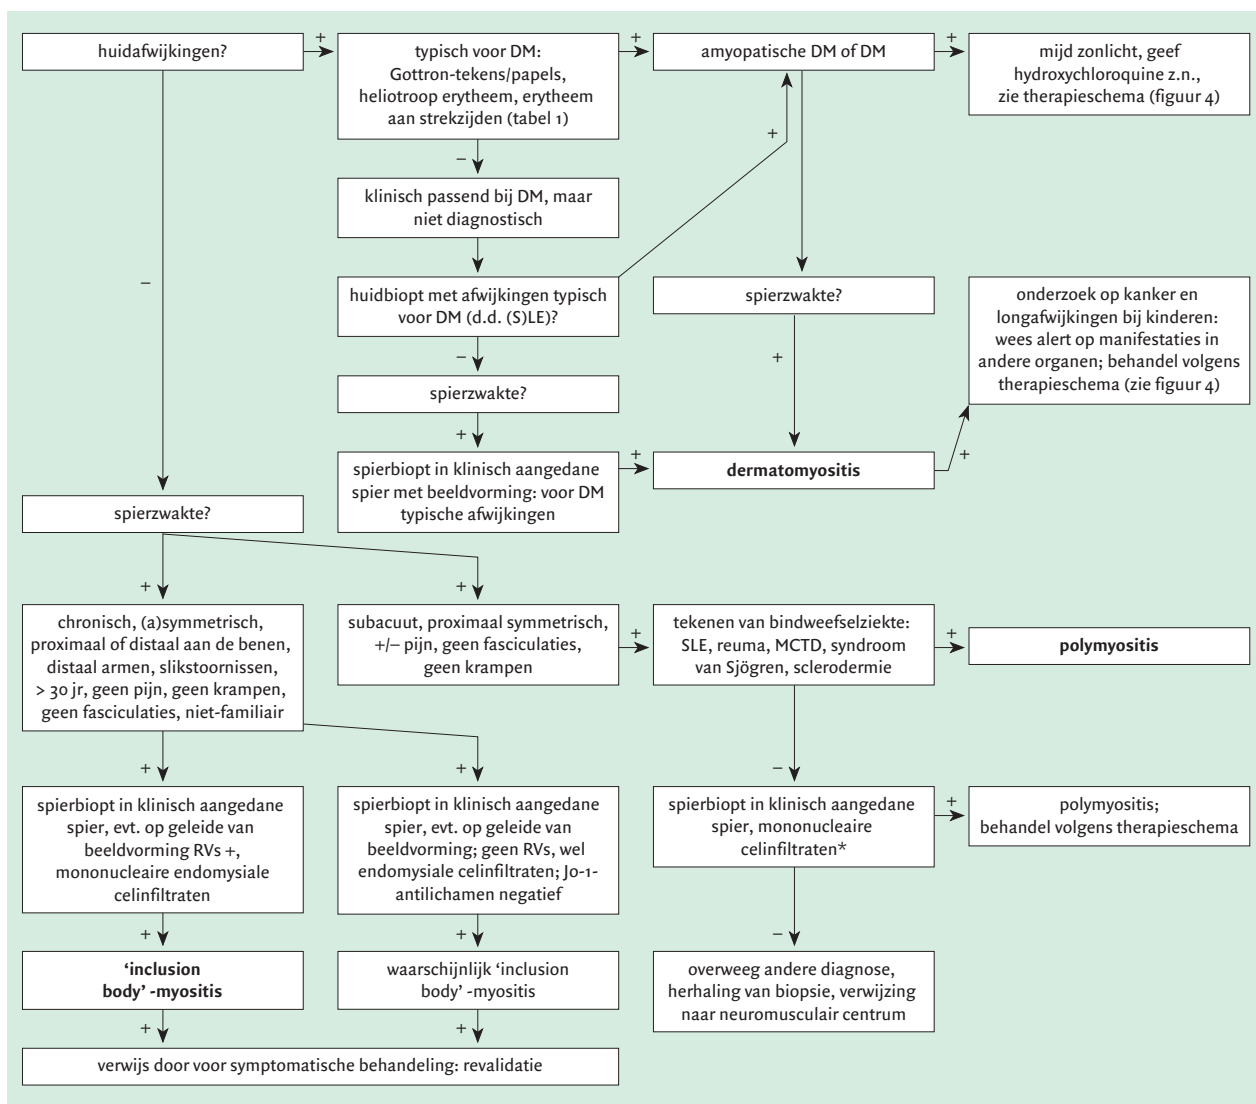 huidafwijkingen?
+
typisch voor DM:
Gottron-tekens/papels,
heliotroop erytheem, erytheem
aan strekzijden (tabel 1)
+
amyopatische DM of DM
+
mijd zonlicht, geef
hydroxychloroquine z.n.,
zie therapieschema (figuur 4)
–
klinisch passend bij DM, maar
niet diagnostisch
+
–
huidbiopt met afwijkingen typisch
voor DM (d.d. (S)LE)?
spierzwakte?
onderzoek op kanker en
longafwijkingen bij kinderen:
wees alert op manifestaties in
andere organen; behandel volgens
therapieschema (zie figuur 4)
–
+
spierzwakte?
+
spierbiopt in klinisch aangedane
spier met beeldvorming: voor DM
typische afwijkingen
+
dermatomyositis
+
spierzwakte?
+
+
chronisch, (a)symmetrisch,
proximaal of distaal aan de benen,
distaal armen, slikstoornissen,
> 30 jr, geen pijn, geen krampen,
geen fasciculaties, niet-familiair
subacuut, proximaal symmetrisch,
+/– pijn, geen fasciculaties,
geen krampen
+
tekenen van bindweefselziekte:
SLE, reuma, MCTD, syndroom
van Sjögren, sclerodermie
+
polymyositis
+
+
–
spierbiopt in klinisch aangedane
spier, evt. op geleide van
beeldvorming RVs +,
mononucleaire endomysiale
celinfiltraten
spierbiopt in klinisch aangedane
spier, evt. op geleide van
beeldvorming; geen RVs, wel
endomysiale celinfiltraten; Jo-1-
antilichamen negatief
spierbiopt in klinisch aangedane
spier, mononucleaire
celinfiltraten*
+
polymyositis;
behandel volgens therapieschema
+
+
–
‘inclusion
body’ -myositis
waarschijnlijk ‘inclusion
body’ -myositis
overweeg andere diagnose,
herhaling van biopsie, verwijzing
naar neuromusculair centrum
+
+
verwijs door voor symptomatische behandeling: revalidatie